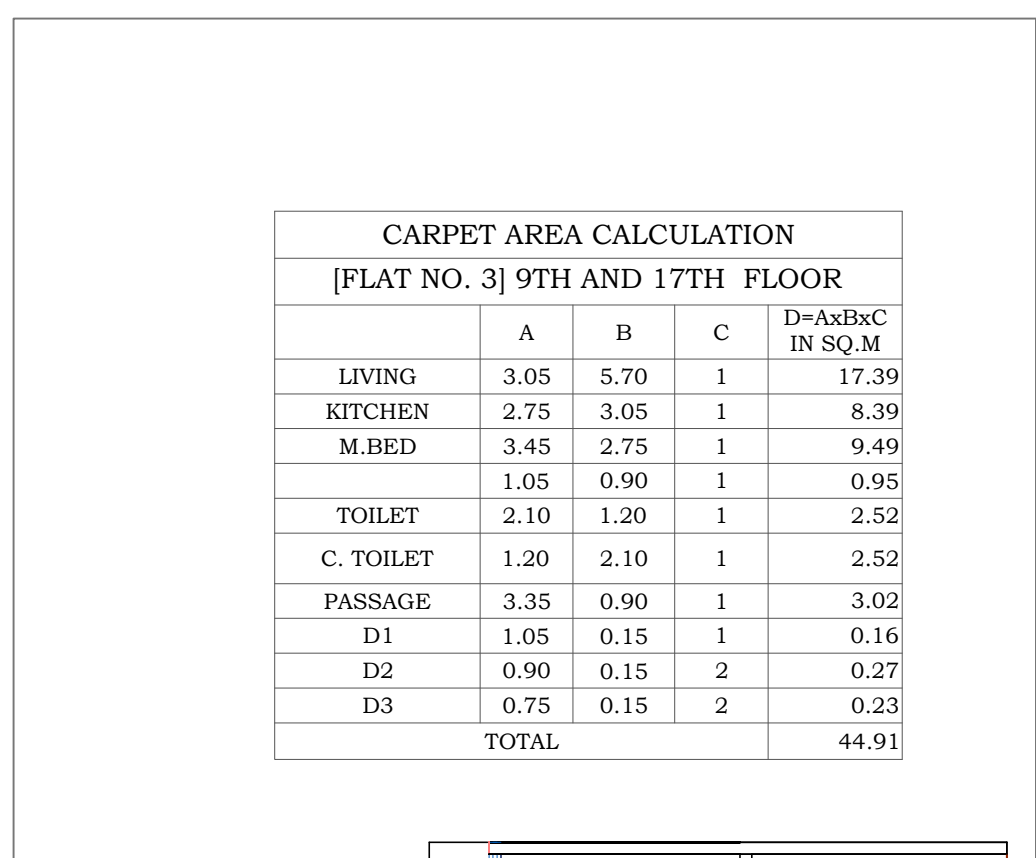 CARPET AREA CALCULATION
[FLAT NO. 3] 9TH AND 17TH FLOOR
A B C D=AxBxC IN SQ.M
LIVING 3.05 5.70 1 17.39
KITCHEN 2.75 3.05 1 8.39
M.BED 3.45 2.75 1 9.49
1.05 0.90 1 0.95
TOILET 2.10 1.20 1 2.52
C. TOILET 1.20 2.10 1 2.52
PASSAGE 3.35 0.90 1 3.02
D1 1.05 0.15 1 0.16
D2 0.90 0.15 2 0.27
D3 0.75 0.15 2 0.23
TOTAL 44.91